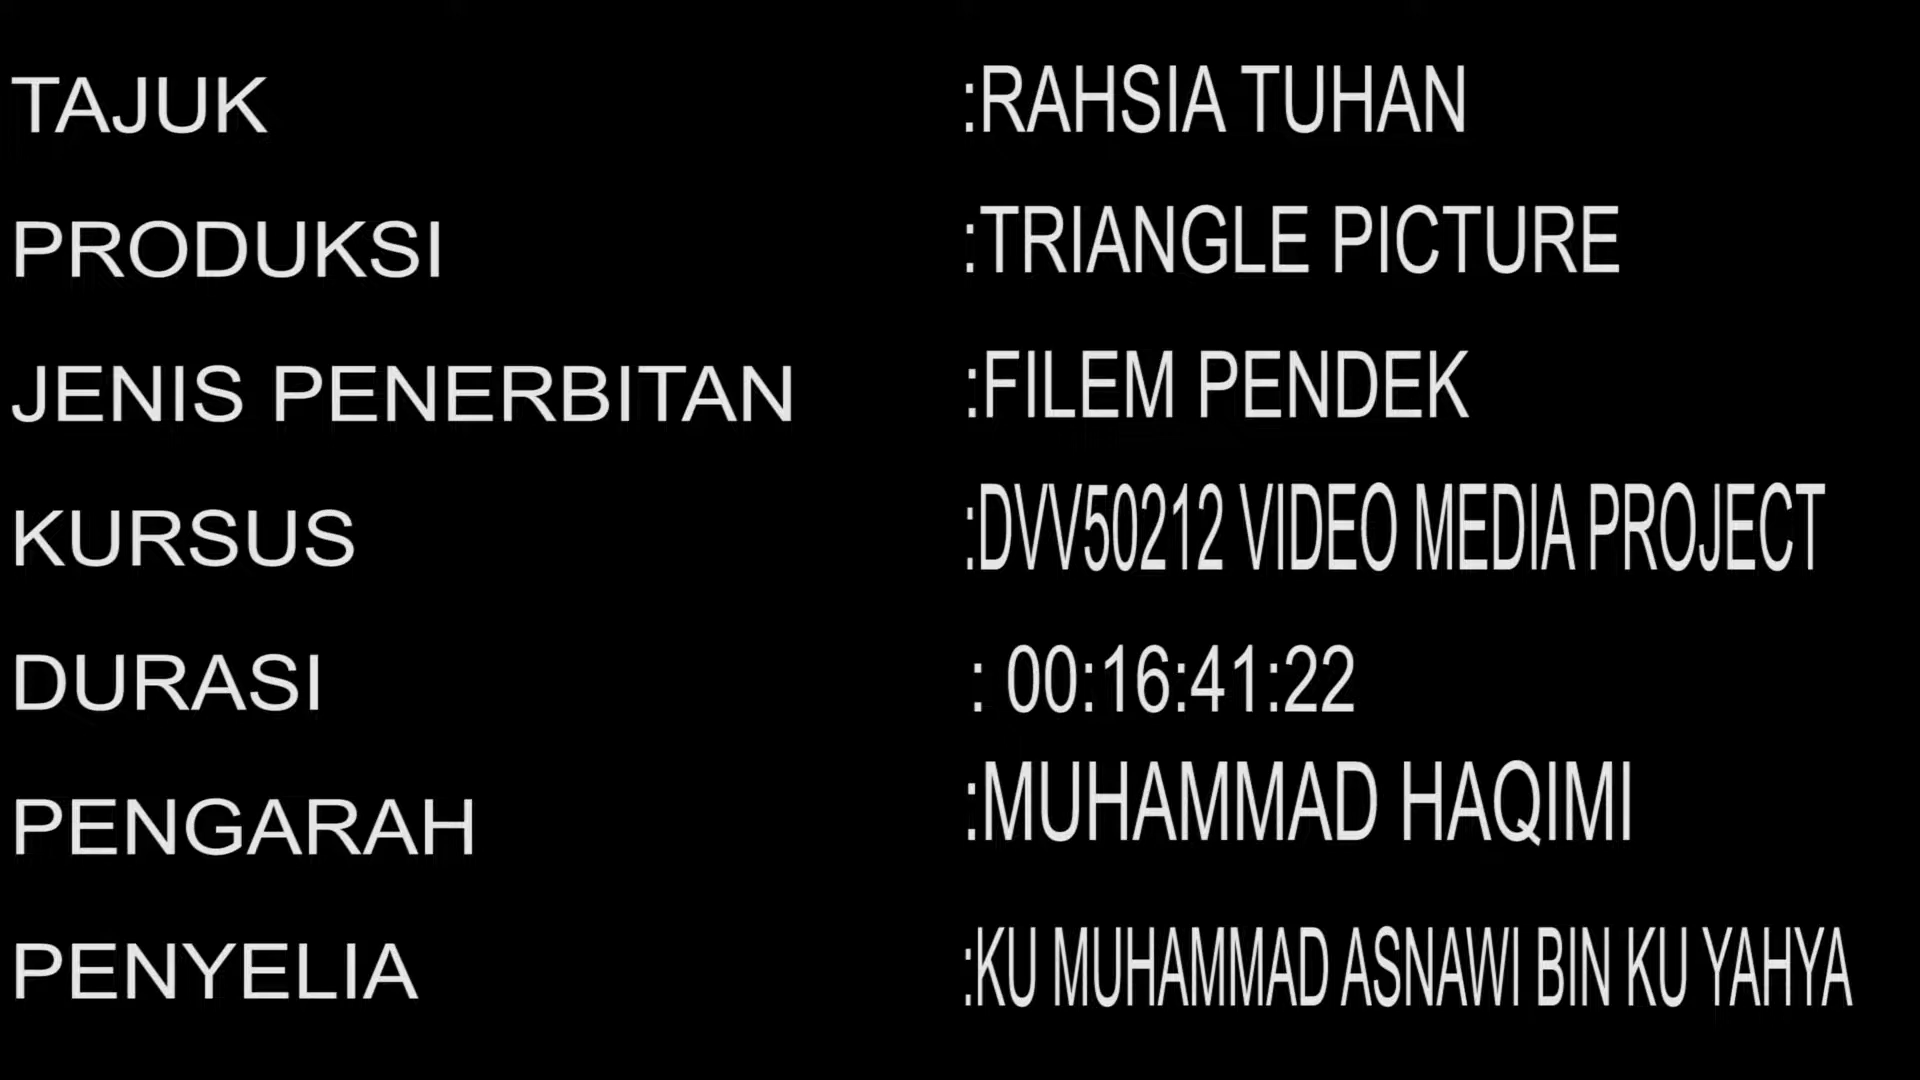 TAJUK :RAHSIA TUHAN
PRODUKSI :TRIANGLE PICTURE
JENIS PENERBITAN :FILEM PENDEK
KURSUS :DVV50212 VIDEO MEDIA PROJECT
DURASI : 00:16:41:22
PENGARAH :MUHAMMAD HAQIMI
PENYELIA :KU MUHAMMAD ASNAWI BIN KU YAHYA